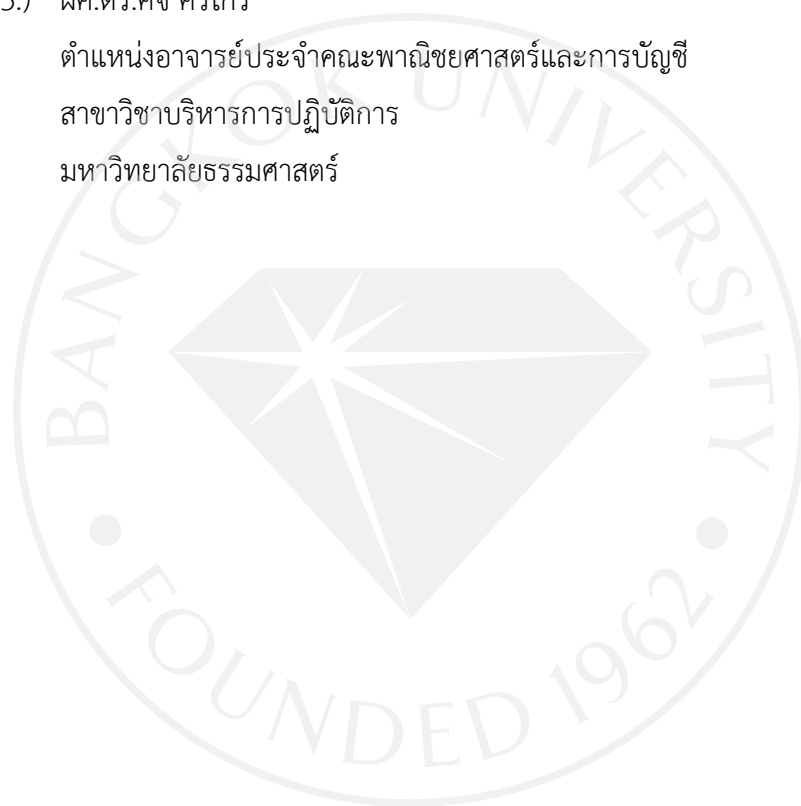 ตำแหน่งอาจารย์ประจำคณะพาณิชยศาสตร์และการบัญชี
สาขาวิชาบริหารการปฏิบัติการ
มหาวิทยาลัยธรรมศาสตร์
BANGKOK UNIVERSITY
FOUNDED 1962